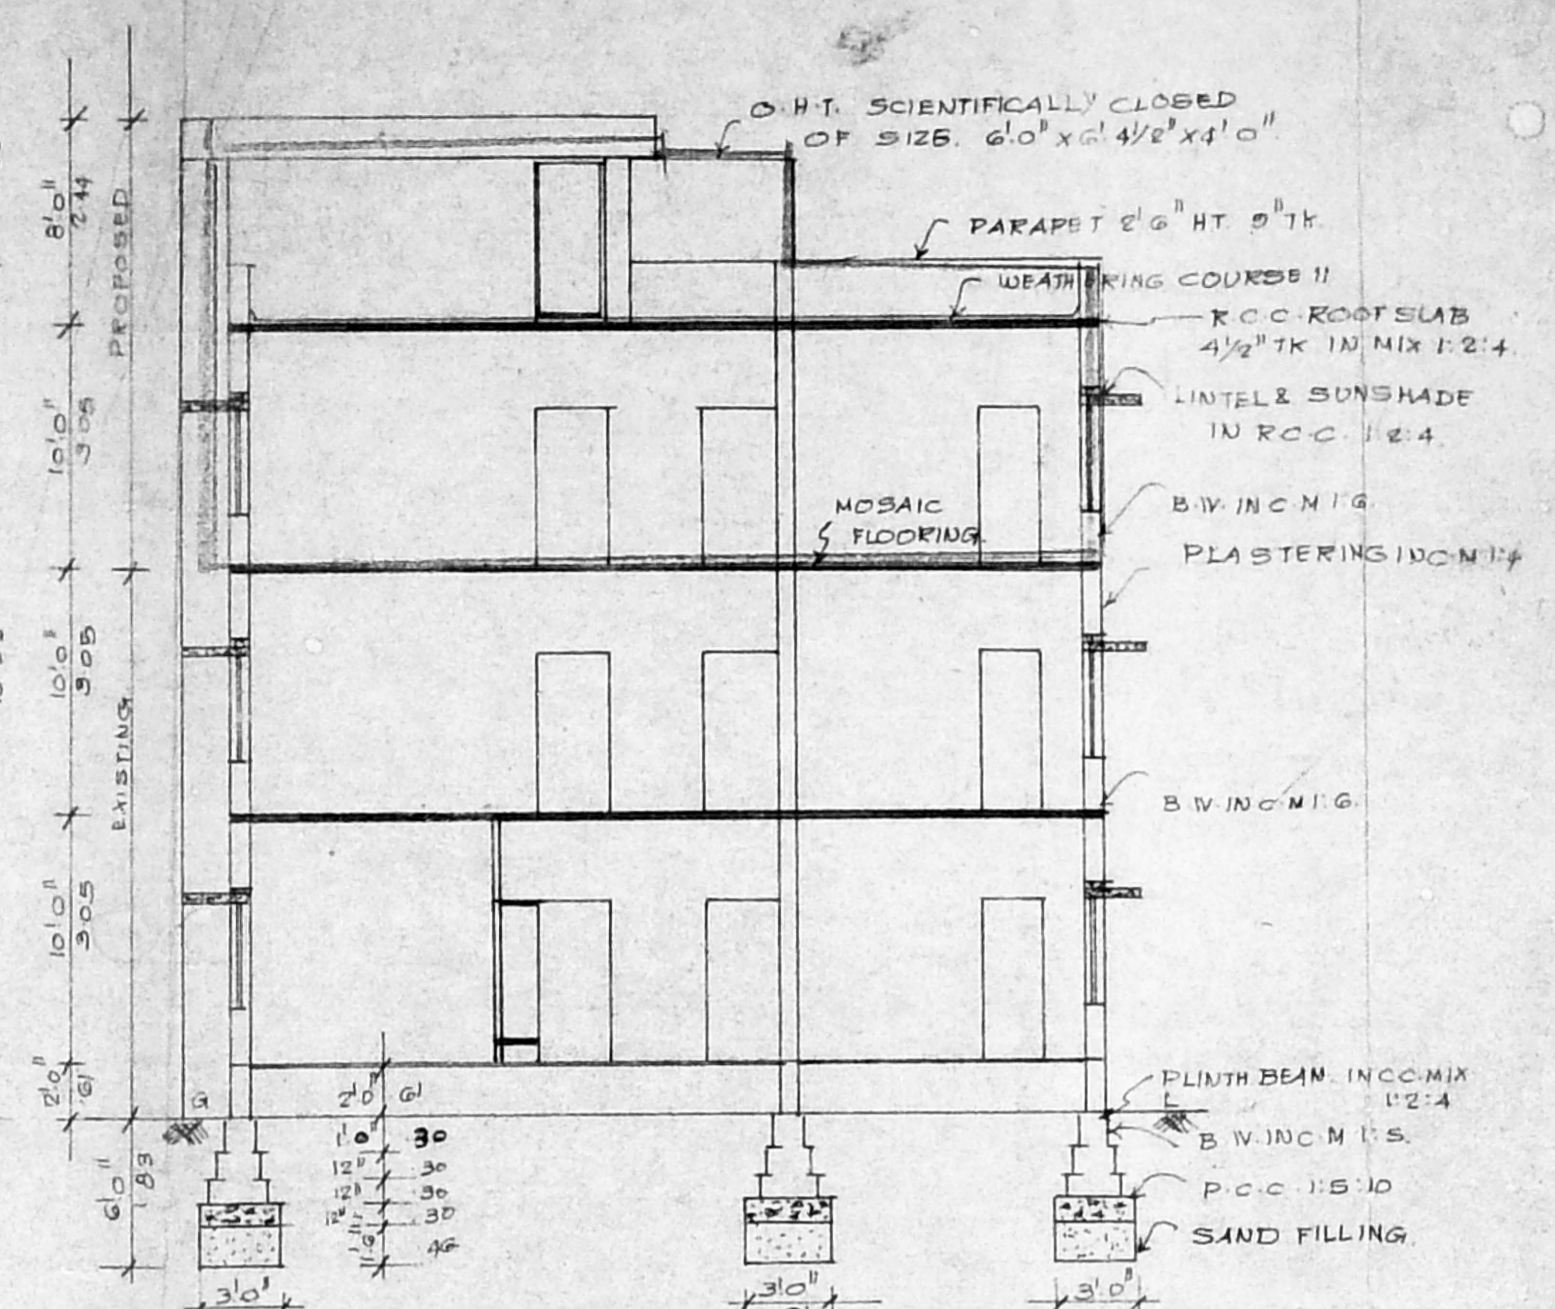 O.H.T. SCIENTIFICALLY CLOSED
OF SIZE. 6'0" X 6' 4½" X 4' 0"
PARAPET 2'6" HT 9" TK.
WEATHERING COURSE 11
R.C.C. ROOF SLAB
4½" TK IN MIX 1:2:4.
LINTEL & SUNSHADE
IN R.C.C. 1:2:4.
MOSAIC
FLOORING.
B.W. IN C.M 1:6.
PLASTERING IN C.M 1:4
B.W. IN C.M 1:6.
PLINTH BEAM. IN C.C. MIX
1:2:4
L
B.W. IN C.M 1:5.
P.C.C. 1:5:10
SAND FILLING.
8'0"
2.44
PROPOSED
10'0"
3.05
10'0"
3.05
EXISTING
10'0"
3.05
2'0"
61
6'0"
1.83
G
2'0" 61
1'0" 30
12" 30
12" 30
12" 30
1'6" 46
3'0"
3'0"
3'0"